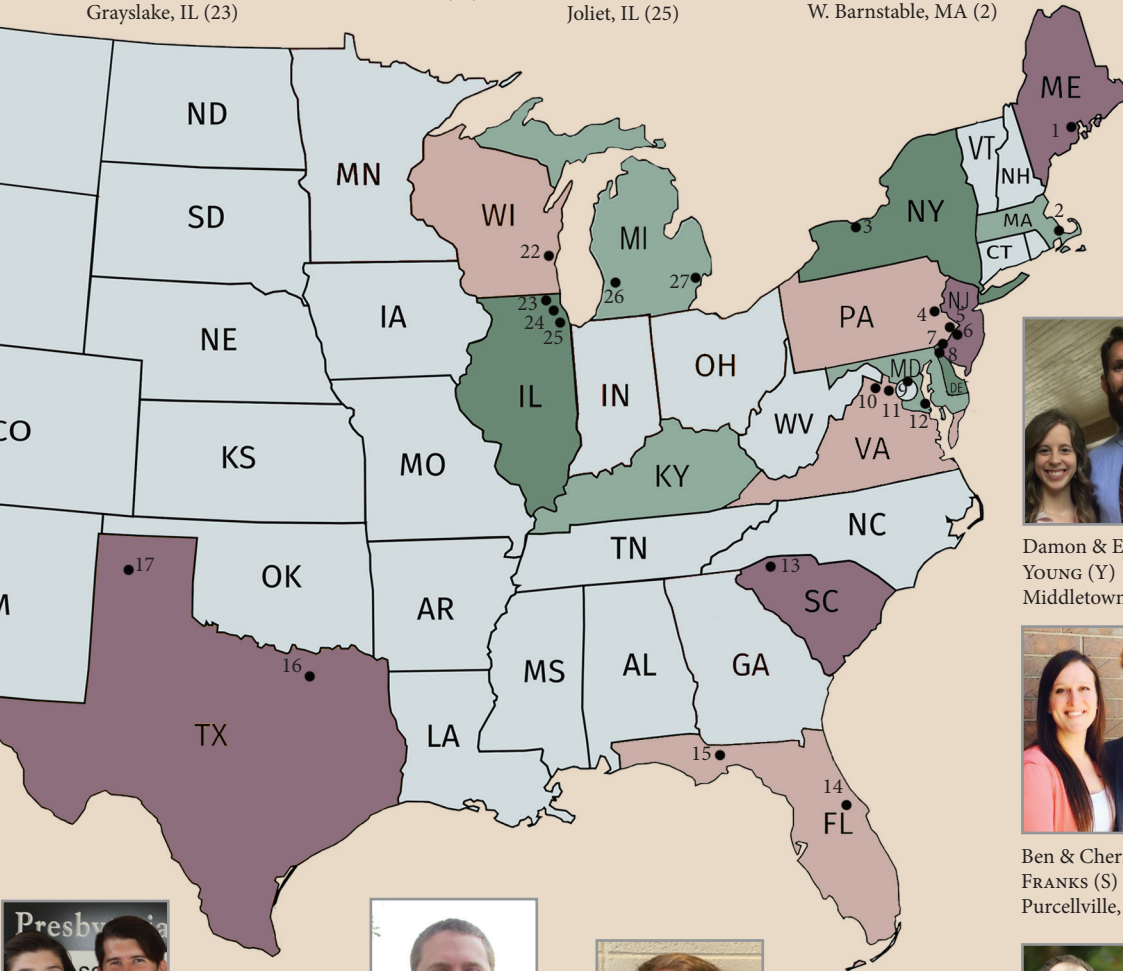 Grayslake, IL (23)
Joliet, IL (25)
W. Barnstable, MA (2)
ME
1
ND
MN
VT
NH
SD
WI
NY
3
MA
2
MI
CT
22
26
27
23
24
25
NJ
4
5
6
7
8
PA
IA
NE
OH
MD
9
DE
IL
IN
10
11
12
CO
WV
VA
KS
MO
KY
NC
TN
17
13
OK
SC
AR
16
MS
AL
GA
TX
LA
15
14
FL
Damon & E
YOUNG (Y)
Middletown
Ben & Cher
FRANKS (S)
Purcellville,